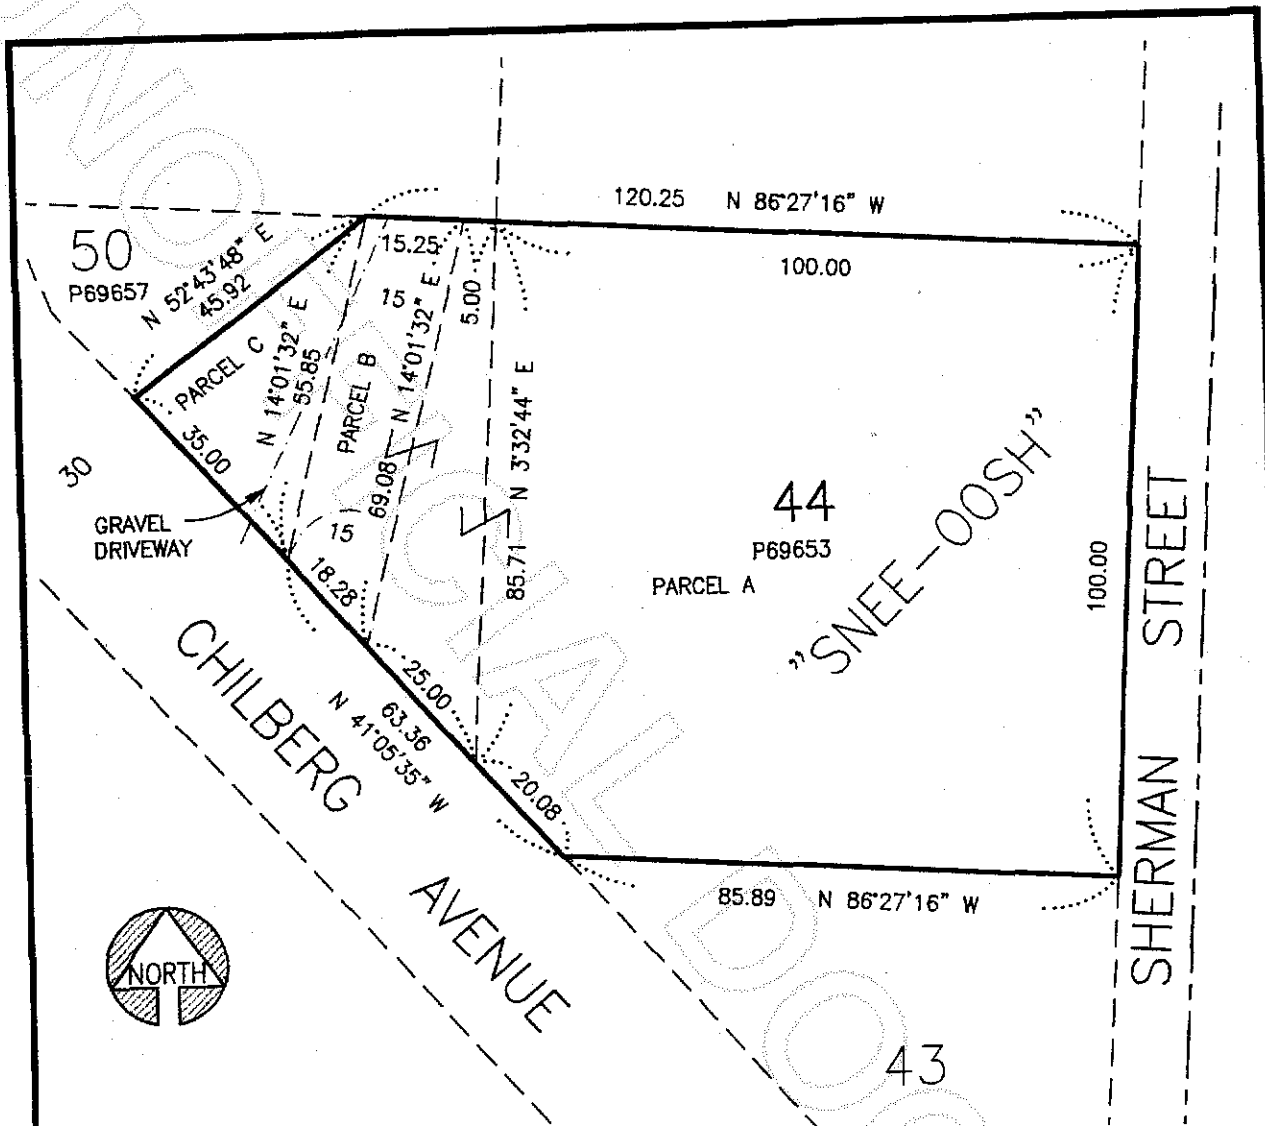 120.25 N 86°27'16" W
50
P69657
N 52°43'48" E
45.92
15.25
100.00
15
5.00
PARCEL C
N 14°01'32" E
55.85
PARCEL B
69.08 N 14°01'32" E
85.71 N 3°32'44" E
35.00
30
GRAVEL
DRIVEWAY
15
18.28
44
P69653
PARCEL A
"SNEE-OOSH"
100.00
SHERMAN STREET
25.00
63.36
N 41°05'35" W
20.08
CHILBERG AVENUE
85.89 N 86°27'16" W
NORTH
43
UNOFFICIAL DOC